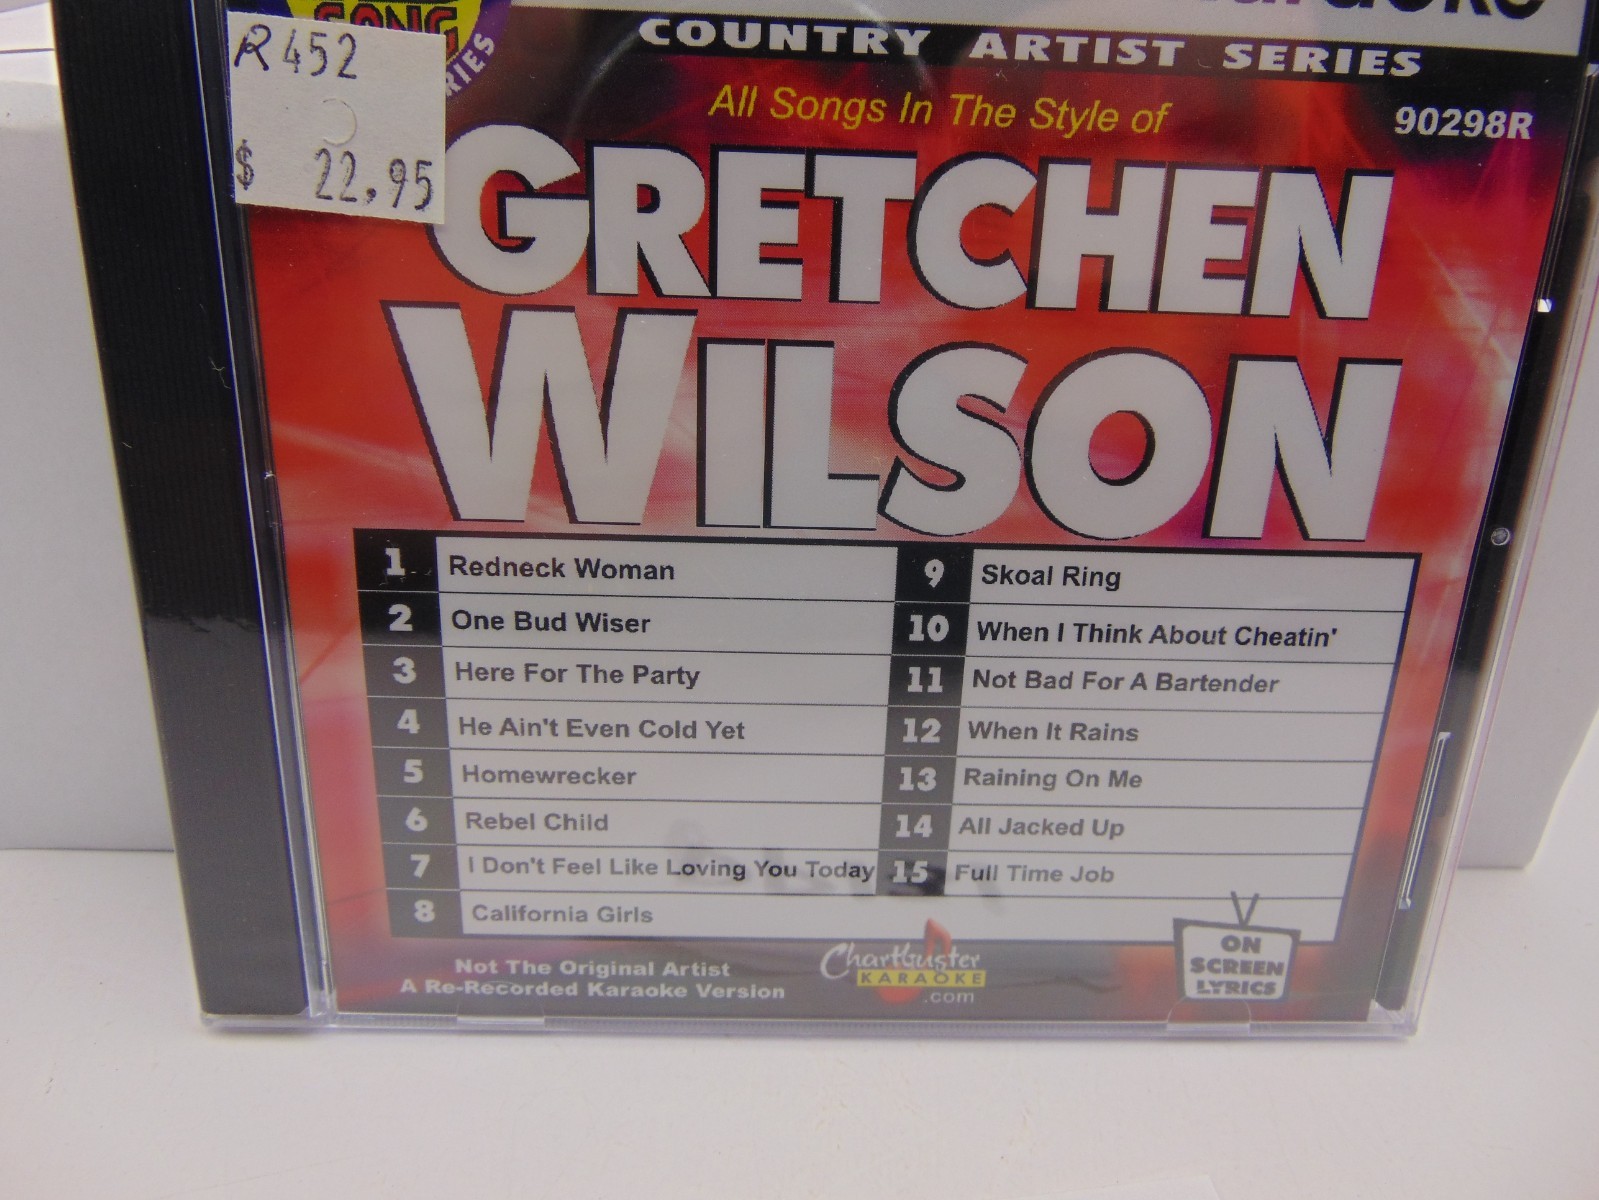 SONG
COUNTRY ARTIST SERIES
R 452
$ 22.95
All Songs In The Style of
90298R
GRETCHEN
WILSON
1 Redneck Woman
2 One Bud Wiser
3 Here For The Party
4 He Ain't Even Cold Yet
5 Homewrecker
6 Rebel Child
7 I Don't Feel Like Loving You Today
8 California Girls
9 Skoal Ring
10 When I Think About Cheatin'
11 Not Bad For A Bartender
12 When It Rains
13 Raining On Me
14 All Jacked Up
15 Full Time Job
Not The Original Artist
A Re-Recorded Karaoke Version
Chartbuster
KARAOKE
.com
ON
SCREEN
LYRICS